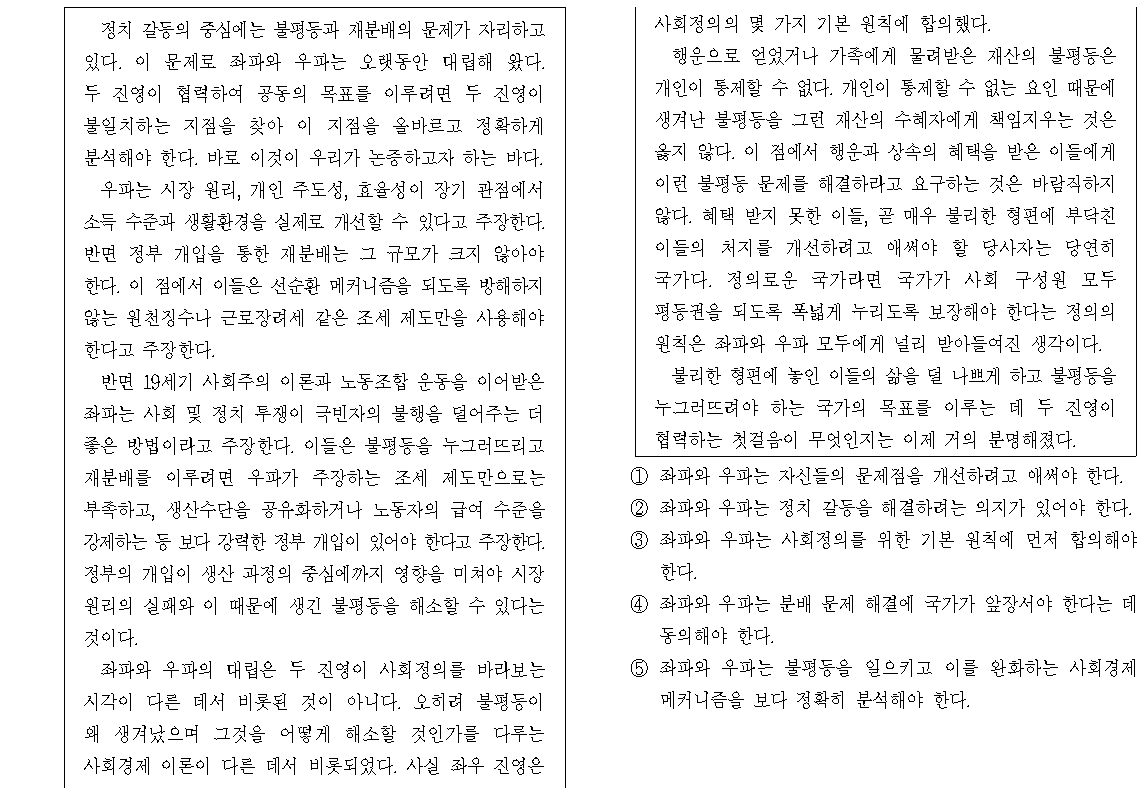 정치 갈등의 중심에는 불평등과 재분배의 문제가 자리하고
있다. 이 문제로 좌파와 우파는 오랫동안 대립해 왔다.
두 진영이 협력하여 공동의 목표를 이루려면 두 진영이
불일치하는 지점을 찾아 이 지점을 올바르고 정확하게
분석해야 한다. 바로 이것이 우리가 논증하고자 하는 바다.
우파는 시장 원리, 개인 주도성, 효율성이 장기 관점에서
소득 수준과 생활환경을 실제로 개선할 수 있다고 주장한다.
반면 정부 개입을 통한 재분배는 그 규모가 크지 않아야
한다. 이 점에서 이들은 선순환 메커니즘을 되도록 방해하지
않는 원천징수나 근로장려세 같은 조세 제도만을 사용해야
한다고 주장한다.
반면 19세기 사회주의 이론과 노동조합 운동을 이어받은
좌파는 사회 및 정치 투쟁이 극빈자의 불행을 덜어주는 더
좋은 방법이라고 주장한다. 이들은 불평등을 누그러뜨리고
재분배를 이루려면 우파가 주장하는 조세 제도만으로는
부족하고, 생산수단을 공유화하거나 노동자의 급여 수준을
강제하는 등 보다 강력한 정부 개입이 있어야 한다고 주장한다.
정부의 개입이 생산 과정의 중심에까지 영향을 미쳐야 시장
원리의 실패와 이 때문에 생긴 불평등을 해소할 수 있다는
것이다.
좌파와 우파의 대립은 두 진영이 사회정의를 바라보는
시각이 다른 데서 비롯된 것이 아니다. 오히려 불평등이
왜 생겨났으며 그것을 어떻게 해소할 것인가를 다루는
사회경제 이론이 다른 데서 비롯되었다. 사실 좌우 진영은
사회정의의 몇 가지 기본 원칙에 합의했다.
행운으로 얻었거나 가족에게 물려받은 재산의 불평등은
개인이 통제할 수 없다. 개인이 통제할 수 없는 요인 때문에
생겨난 불평등을 그런 재산의 수혜자에게 책임지우는 것은
옳지 않다. 이 점에서 행운과 상속의 혜택을 받은 이들에게
이런 불평등 문제를 해결하라고 요구하는 것은 바람직하지
않다. 혜택 받지 못한 이들, 곧 매우 불리한 형편에 부닥친
이들의 처지를 개선하려고 애써야 할 당사자는 당연히
국가다. 정의로운 국가라면 국가가 사회 구성원 모두
평등권을 되도록 폭넓게 누리도록 보장해야 한다는 정의의
원칙은 좌파와 우파 모두에게 널리 받아들여진 생각이다.
불리한 형편에 놓인 이들의 삶을 덜 나쁘게 하고 불평등을
누그러뜨려야 하는 국가의 목표를 이루는 데 두 진영이
협력하는 첫걸음이 무엇인지는 이제 거의 분명해졌다.
① 좌파와 우파는 자신들의 문제점을 개선하려고 애써야 한다.
② 좌파와 우파는 정치 갈등을 해결하려는 의지가 있어야 한다.
③ 좌파와 우파는 사회정의를 위한 기본 원칙에 먼저 합의해야
한다.
④ 좌파와 우파는 분배 문제 해결에 국가가 앞장서야 한다는 데
동의해야 한다.
⑤ 좌파와 우파는 불평등을 일으키고 이를 완화하는 사회경제
메커니즘을 보다 정확히 분석해야 한다.